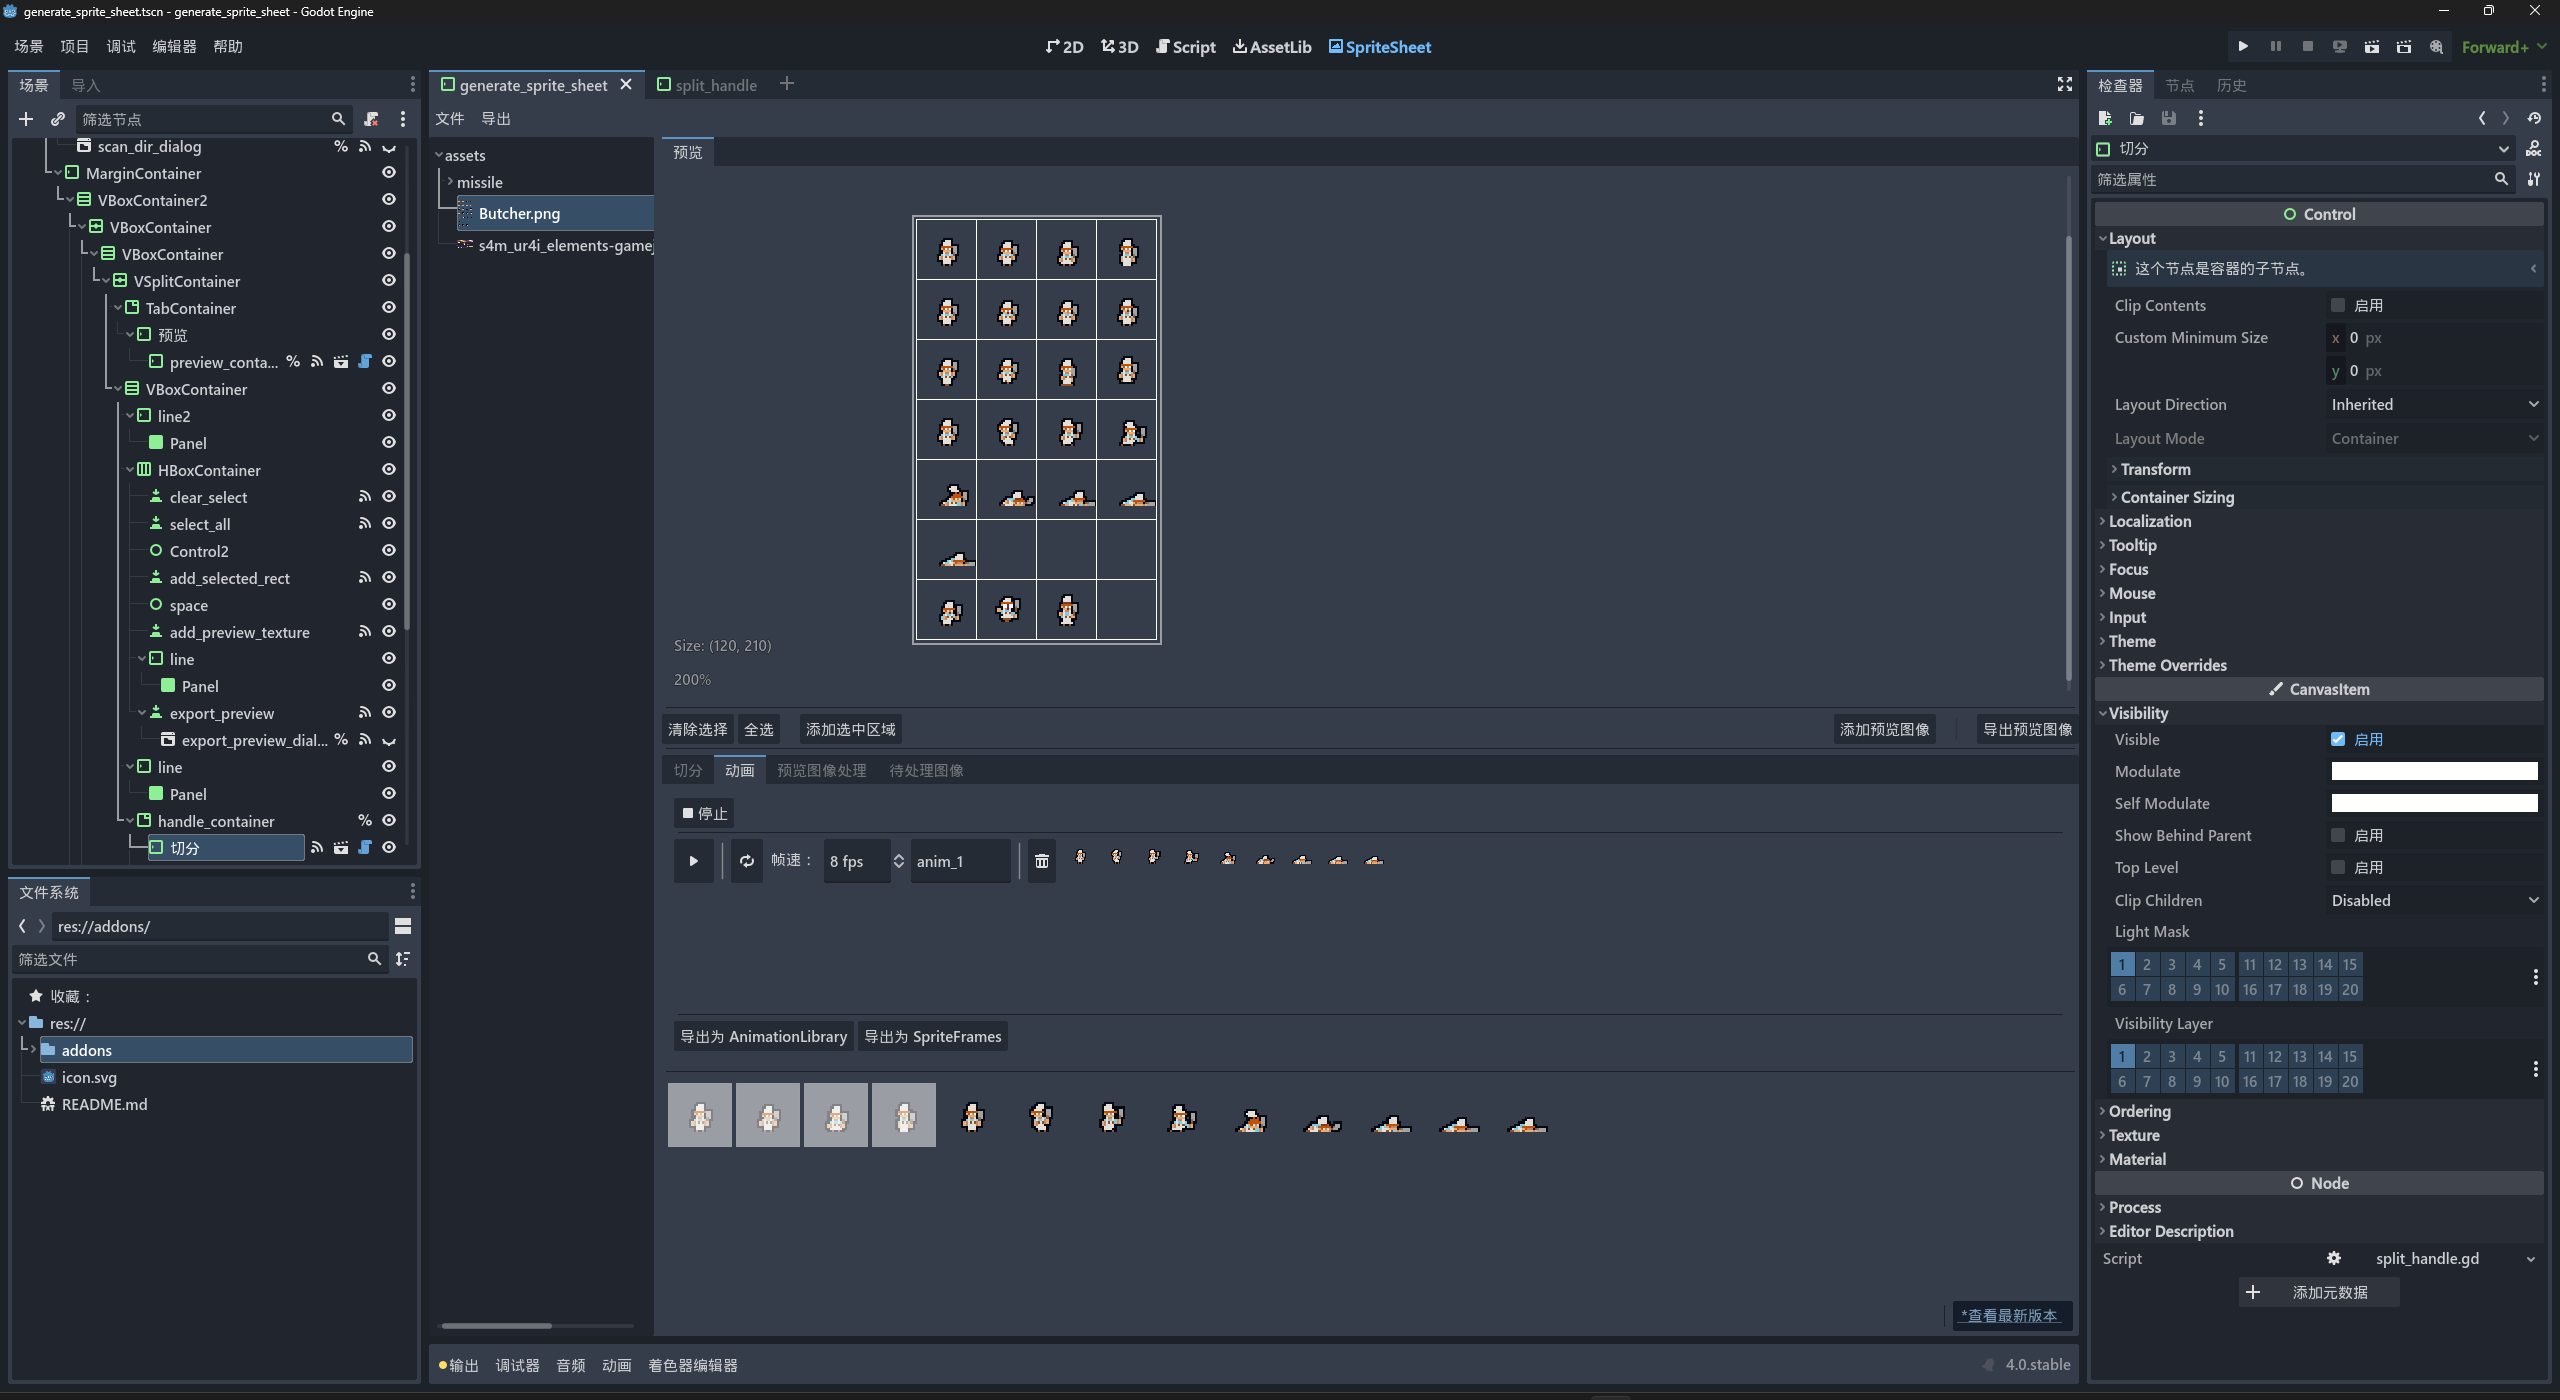 generate_sprite_sheet.tscn - generate_sprite_sheet - Godot Engine
场景 项目 调试 编辑器 帮助
2D 3D Script AssetLib SpriteSheet
Forward+
场景 导入
筛选节点
scan_dir_dialog %
MarginContainer
VBoxContainer2
VBoxContainer
VBoxContainer
VSplitContainer
TabContainer
预览
preview_conta... %
VBoxContainer
line2
Panel
HBoxContainer
clear_select
select_all
Control2
add_selected_rect
space
add_preview_texture
line
Panel
export_preview
export_preview_dial... %
line
Panel
handle_container %
切分
文件系统
res://addons/
筛选文件
收藏：
res://
addons
icon.svg
README.md
generate_sprite_sheet split_handle
文件 导出
assets
missile
Butcher.png
s4m_ur4i_elements-gamej
预览
Size: (120, 210)
200%
清除选择 全选 添加选中区域 添加预览图像 导出预览图像
切分 动画 预览图像处理 待处理图像
停止
帧速： 8 fps anim_1
导出为 AnimationLibrary 导出为 SpriteFrames
*查看最新版本
输出 调试器 音频 动画 着色器编辑器
4.0.stable
检查器 节点 历史
切分
DOC
筛选属性
Control
Layout
这个节点是容器的子节点。
Clip Contents 启用
Custom Minimum Size x 0 px
y 0 px
Layout Direction Inherited
Layout Mode Container
Transform
Container Sizing
Localization
Tooltip
Focus
Mouse
Input
Theme
Theme Overrides
CanvasItem
Visibility
Visible 启用
Modulate
Self Modulate
Show Behind Parent 启用
Top Level 启用
Clip Children Disabled
Light Mask
1 2 3 4 5 11 12 13 14 15
6 7 8 9 10 16 17 18 19 20
Visibility Layer
1 2 3 4 5 11 12 13 14 15
6 7 8 9 10 16 17 18 19 20
Ordering
Texture
Material
Node
Process
Editor Description
Script split_handle.gd
添加元数据